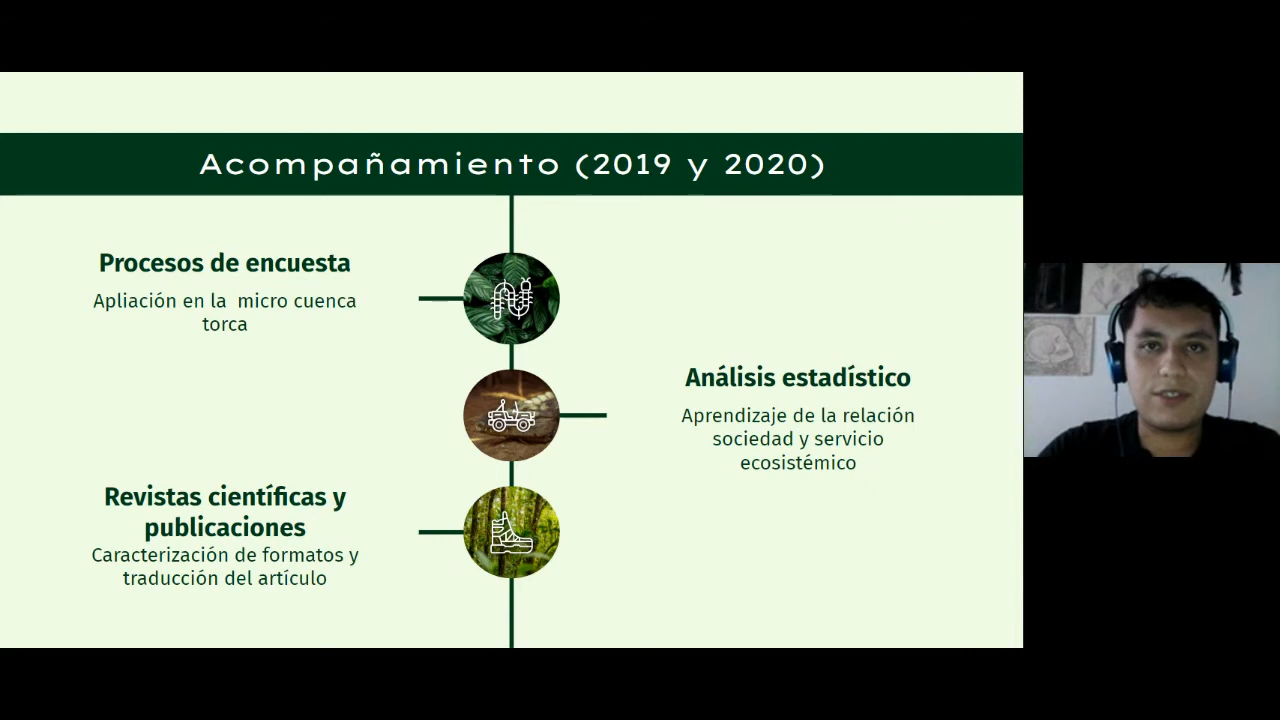 Acompañamiento (2019 y 2020)
Procesos de encuesta
Apliación en la  micro cuenca
torca
Análisis estadístico
Aprendizaje de la relación
sociedad y servicio
ecosistémico
Revistas científicas y
publicaciones
Caracterización de formatos y
traducción del artículo